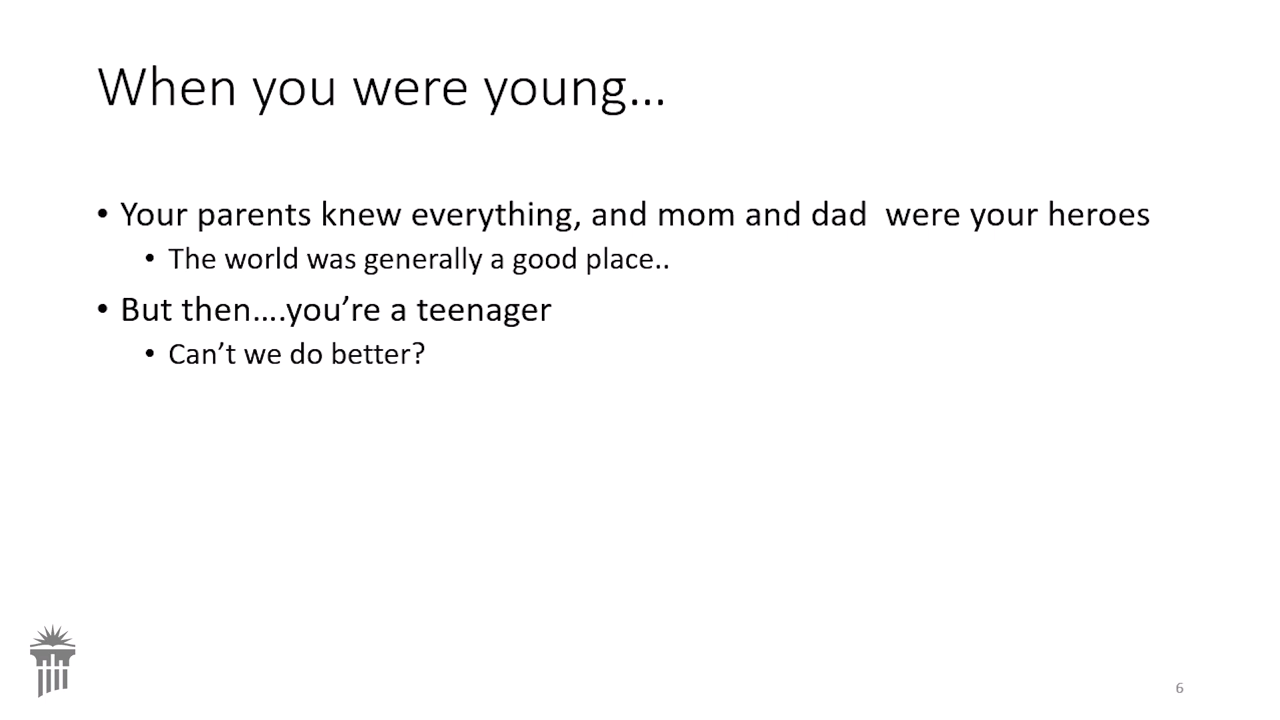 When you were young...
• Your parents knew everything, and mom and dad  were your heroes
• The world was generally a good place..
• But then....you’re a teenager
• Can’t we do better?
6